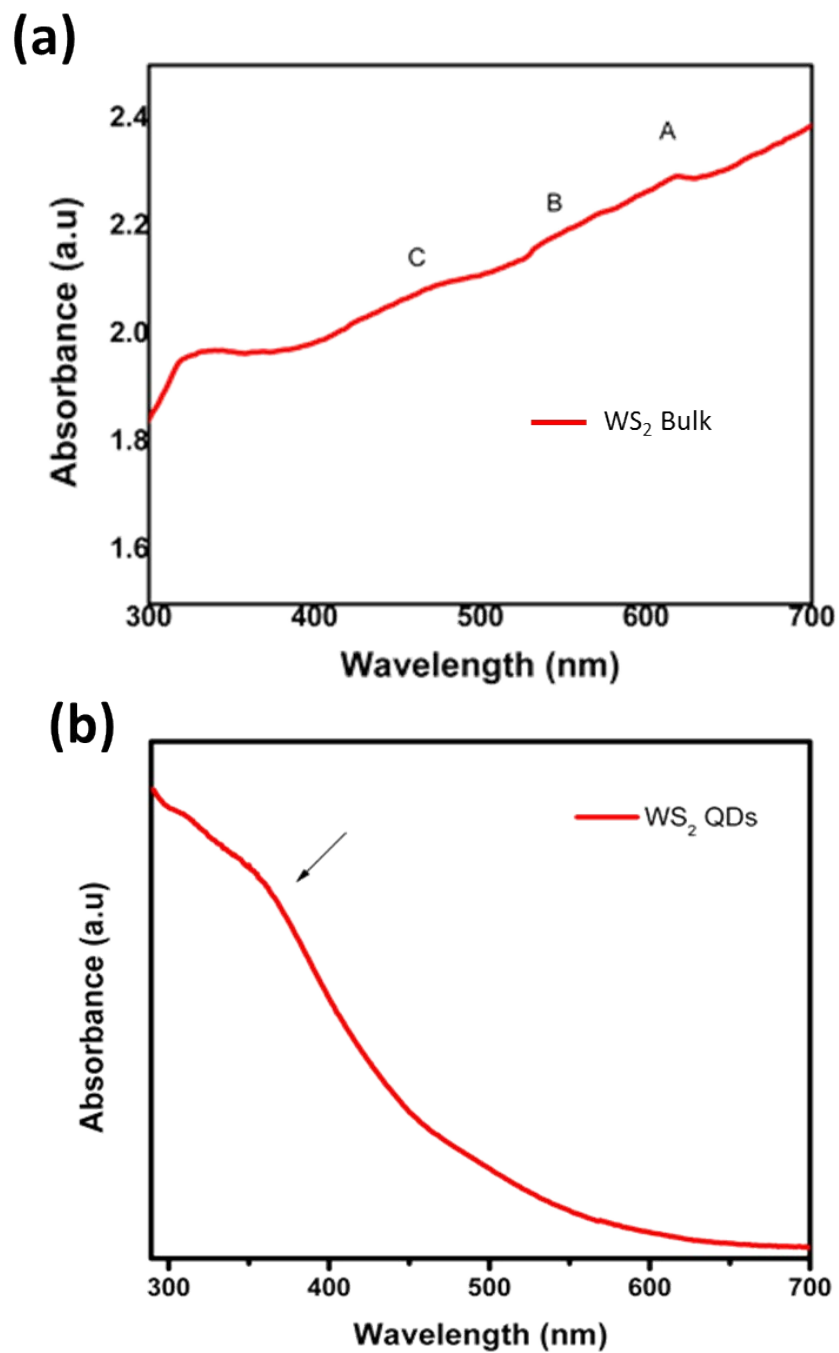 (a)
Absorbance (a.u)
2.4
2.2
2.0
1.8
1.6
A
B
C
WS₂ Bulk
300 400 500 600 700
Wavelength (nm)
(b)
Absorbance (a.u)
WS₂ QDs
300 400 500 600 700
Wavelength (nm)